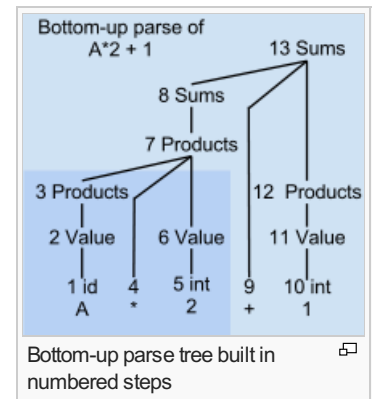 Bottom-up parse of
A*2 + 1
13 Sums
8 Sums
7 Products
3 Products
12 Products
2 Value
6 Value
11 Value
1 id
4
5 int
9
10 int
A
*
2
+
1
Bottom-up parse tree built in
numbered steps